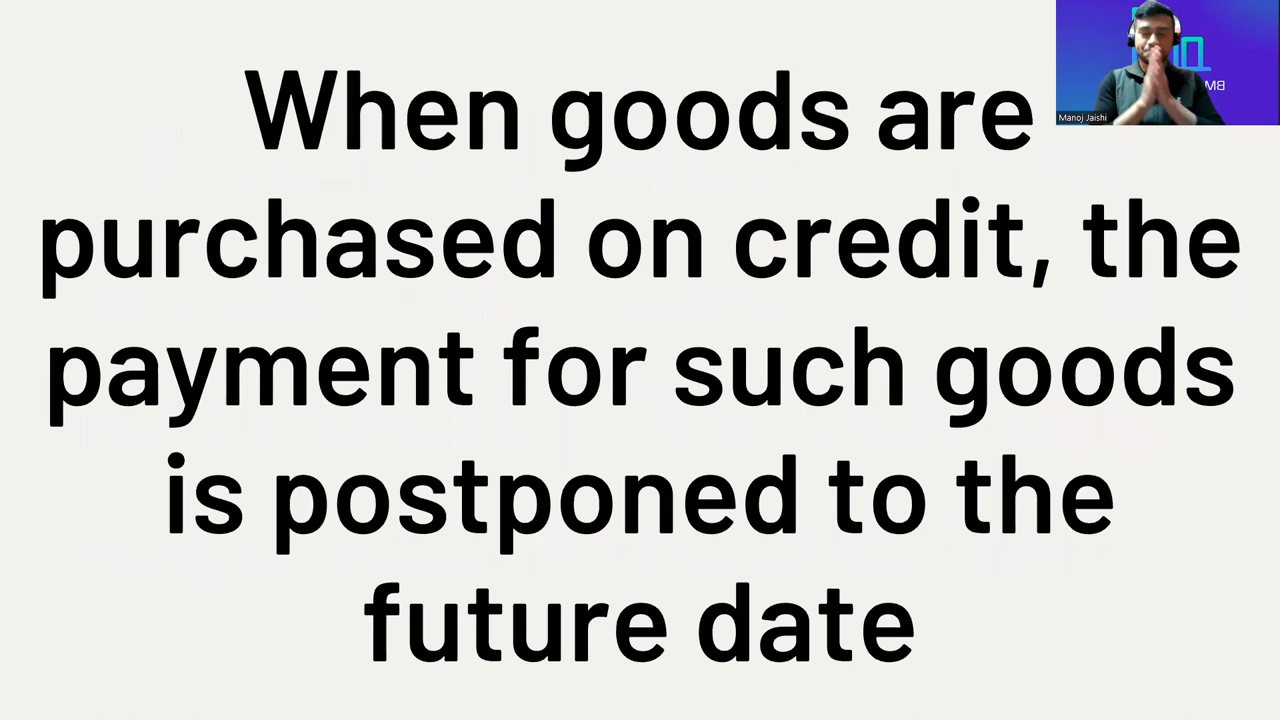 When goods are
purchased on credit, the
payment for such goods
is postponed to the
future date
Manoj Jaishi
BM